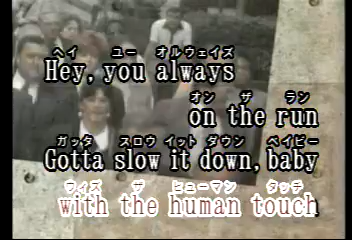 ヘイ ユー オルウェイズ
Hey, you always
オン ザ ラン
on the run
ガッタ スロウ イット ダウン ベイビー
Gotta slow it down, baby
ウィズ ザ ヒューマン タッチ
with the human touch